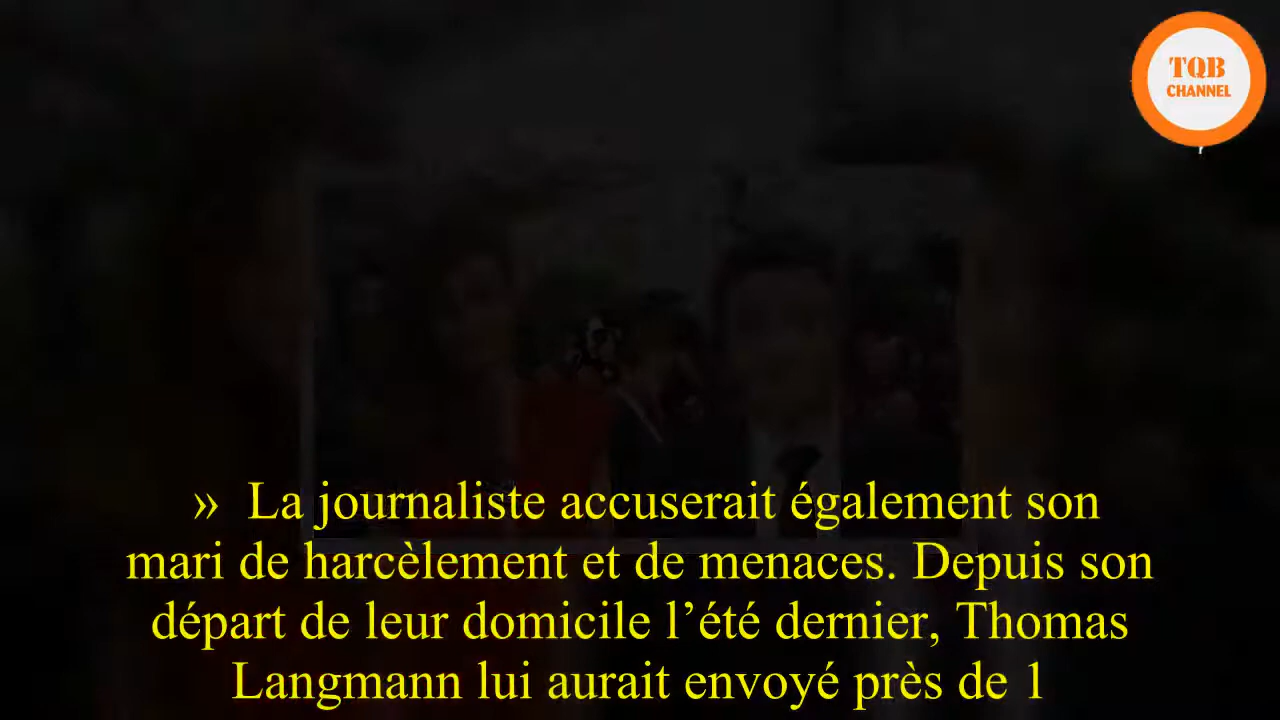 TQB
CHANNEL
» La journaliste accuserait également son
mari de harcèlement et de menaces. Depuis son
départ de leur domicile l’été dernier, Thomas
Langmann lui aurait envoyé près de 1